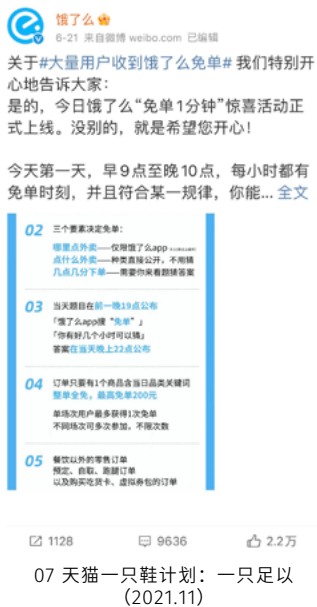 饿了么
6-21 来自微博 weibo.com 已编辑
关于#大量用户收到饿了么免单# 我们特别开
心地告诉大家：
是的，今日饿了么“免单1分钟”惊喜活动正
式上线。没别的，就是希望您开心！
今天第一天，早9点至晚10点，每小时都有
免单时刻，并且符合某一规律，你能... 全文
02 三个要素决定免单：
哪里点外卖——仅限饿了么app
点什么外卖——种类直接公开，不用猜
几点几分下单——需要你来看题猜答案
03 当天题目在前一晚19点公布
「饿了么app搜“免单”」
「你有好几个小时可以猜」
答案在当天晚上22点公布
04 订单只要有1个商品含当日品类关键词
整单全免，最高免单200元
单场次用户最多获得1次免单
不同场次可多次参加，不限次数
05 餐饮以外的零售订单
预定、自取、跑腿订单
以及购买吃货卡、虚拟券包的订单
1128 9636 2.2万
07 天猫一只鞋计划：一只足以
（2021.11）